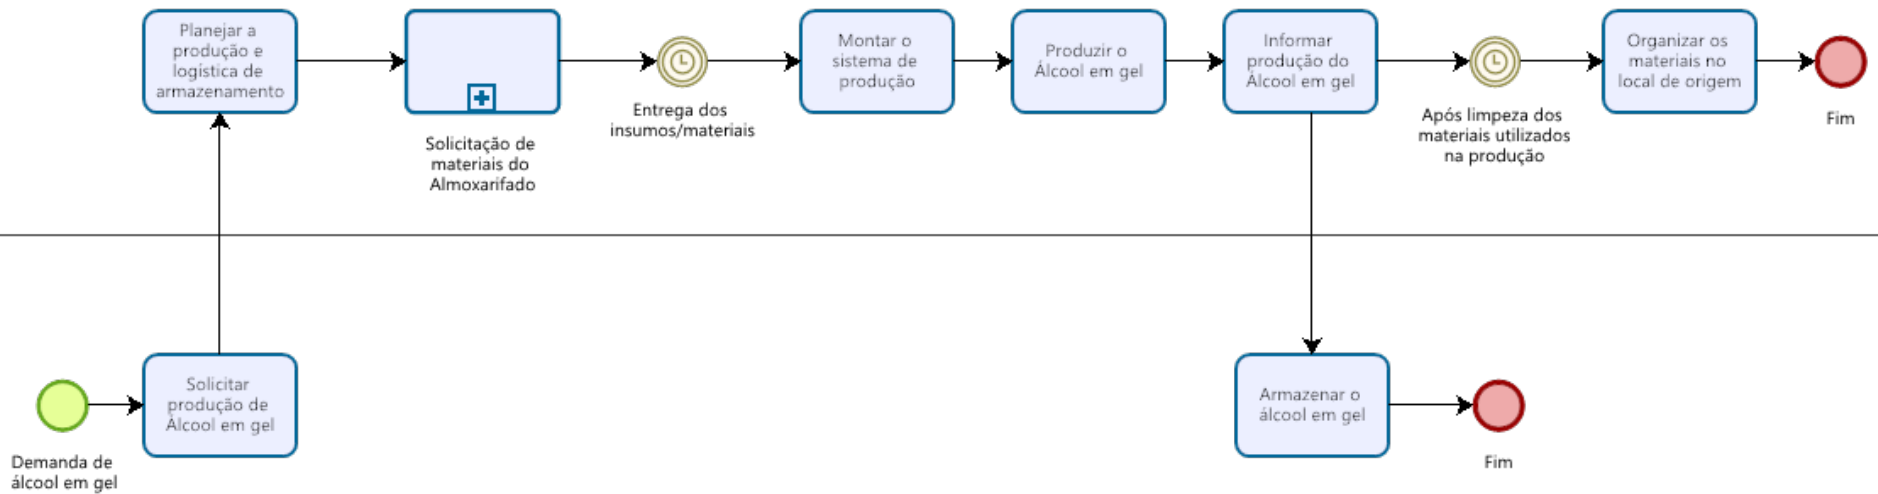 Planejar a
produção e
logística de
armazenamento
Solicitação de
materiais do
Almoxarifado
Entrega dos
insumos/materiais
Montar o
sistema de
produção
Produzir o
Álcool em gel
Informar
produção do
Álcool em gel
Após limpeza dos
materiais utilizados
na produção
Organizar os
materiais no
local de origem
Fim
Demanda de
álcool em gel
Solicitar
produção de
Álcool em gel
Armazenar o
álcool em gel
Fim